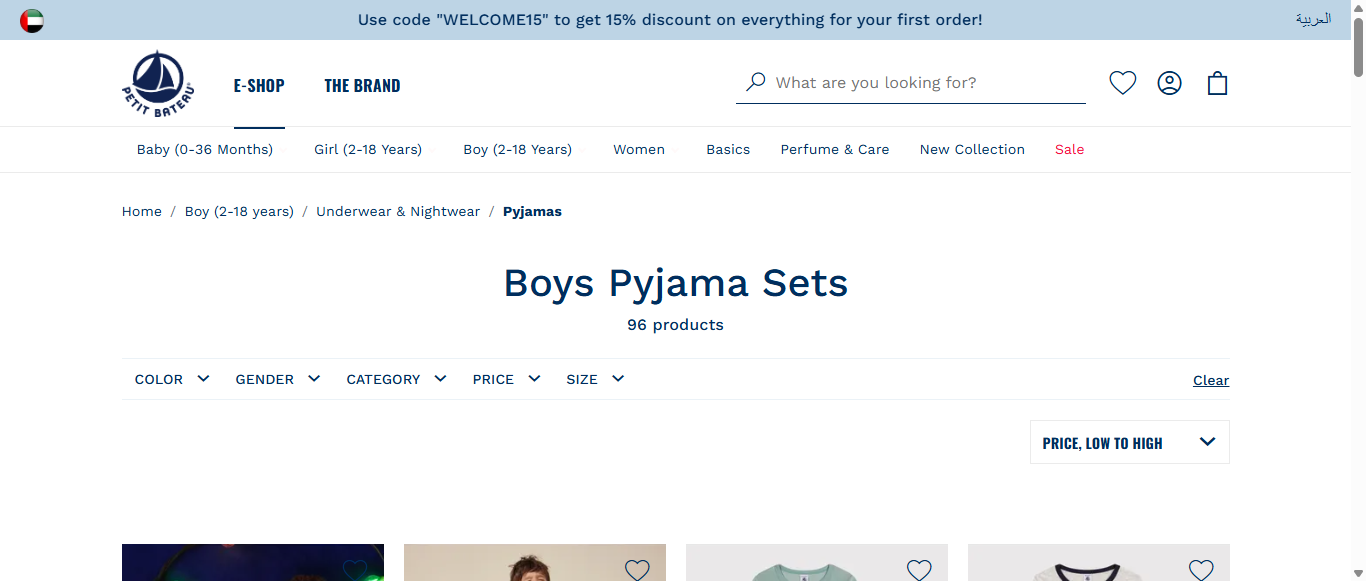 Use code "WELCOME15" to get 15% discount on everything for your first order!
العربية
PETIT BATEAU
E-SHOP
THE BRAND
What are you looking for?
Baby (0-36 Months)
Girl (2-18 Years)
Boy (2-18 Years)
Women
Basics
Perfume & Care
New Collection
Sale
Home / Boy (2-18 years) / Underwear & Nightwear / Pyjamas
Boys Pyjama Sets
96 products
COLOR
GENDER
CATEGORY
PRICE
SIZE
Clear
PRICE, LOW TO HIGH